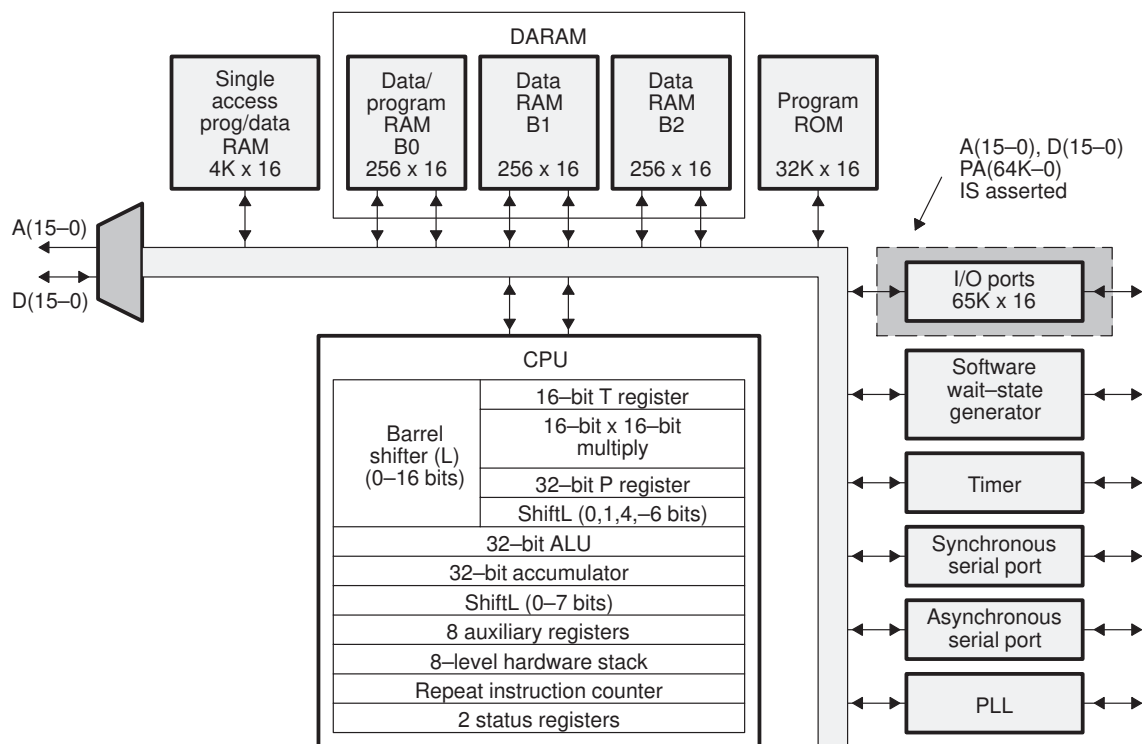 DARAM
Single
access
prog/data
RAM
4K x 16
Data/
program
RAM
B0
256 x 16
Data
RAM
B1
256 x 16
Data
RAM
B2
256 x 16
Program
ROM
32K x 16
A(15–0), D(15–0)
PA(64K–0)
IS asserted
A(15–0)
D(15–0)
I/O ports
65K x 16
CPU
Barrel
shifter (L)
(0–16 bits)
16–bit T register
16–bit x 16–bit
multiply
32–bit P register
ShiftL (0,1,4,–6 bits)
32–bit ALU
32–bit accumulator
ShiftL (0–7 bits)
8 auxiliary registers
8–level hardware stack
Repeat instruction counter
2 status registers
Software
wait–state
generator
Timer
Synchronous
serial port
Asynchronous
serial port
PLL